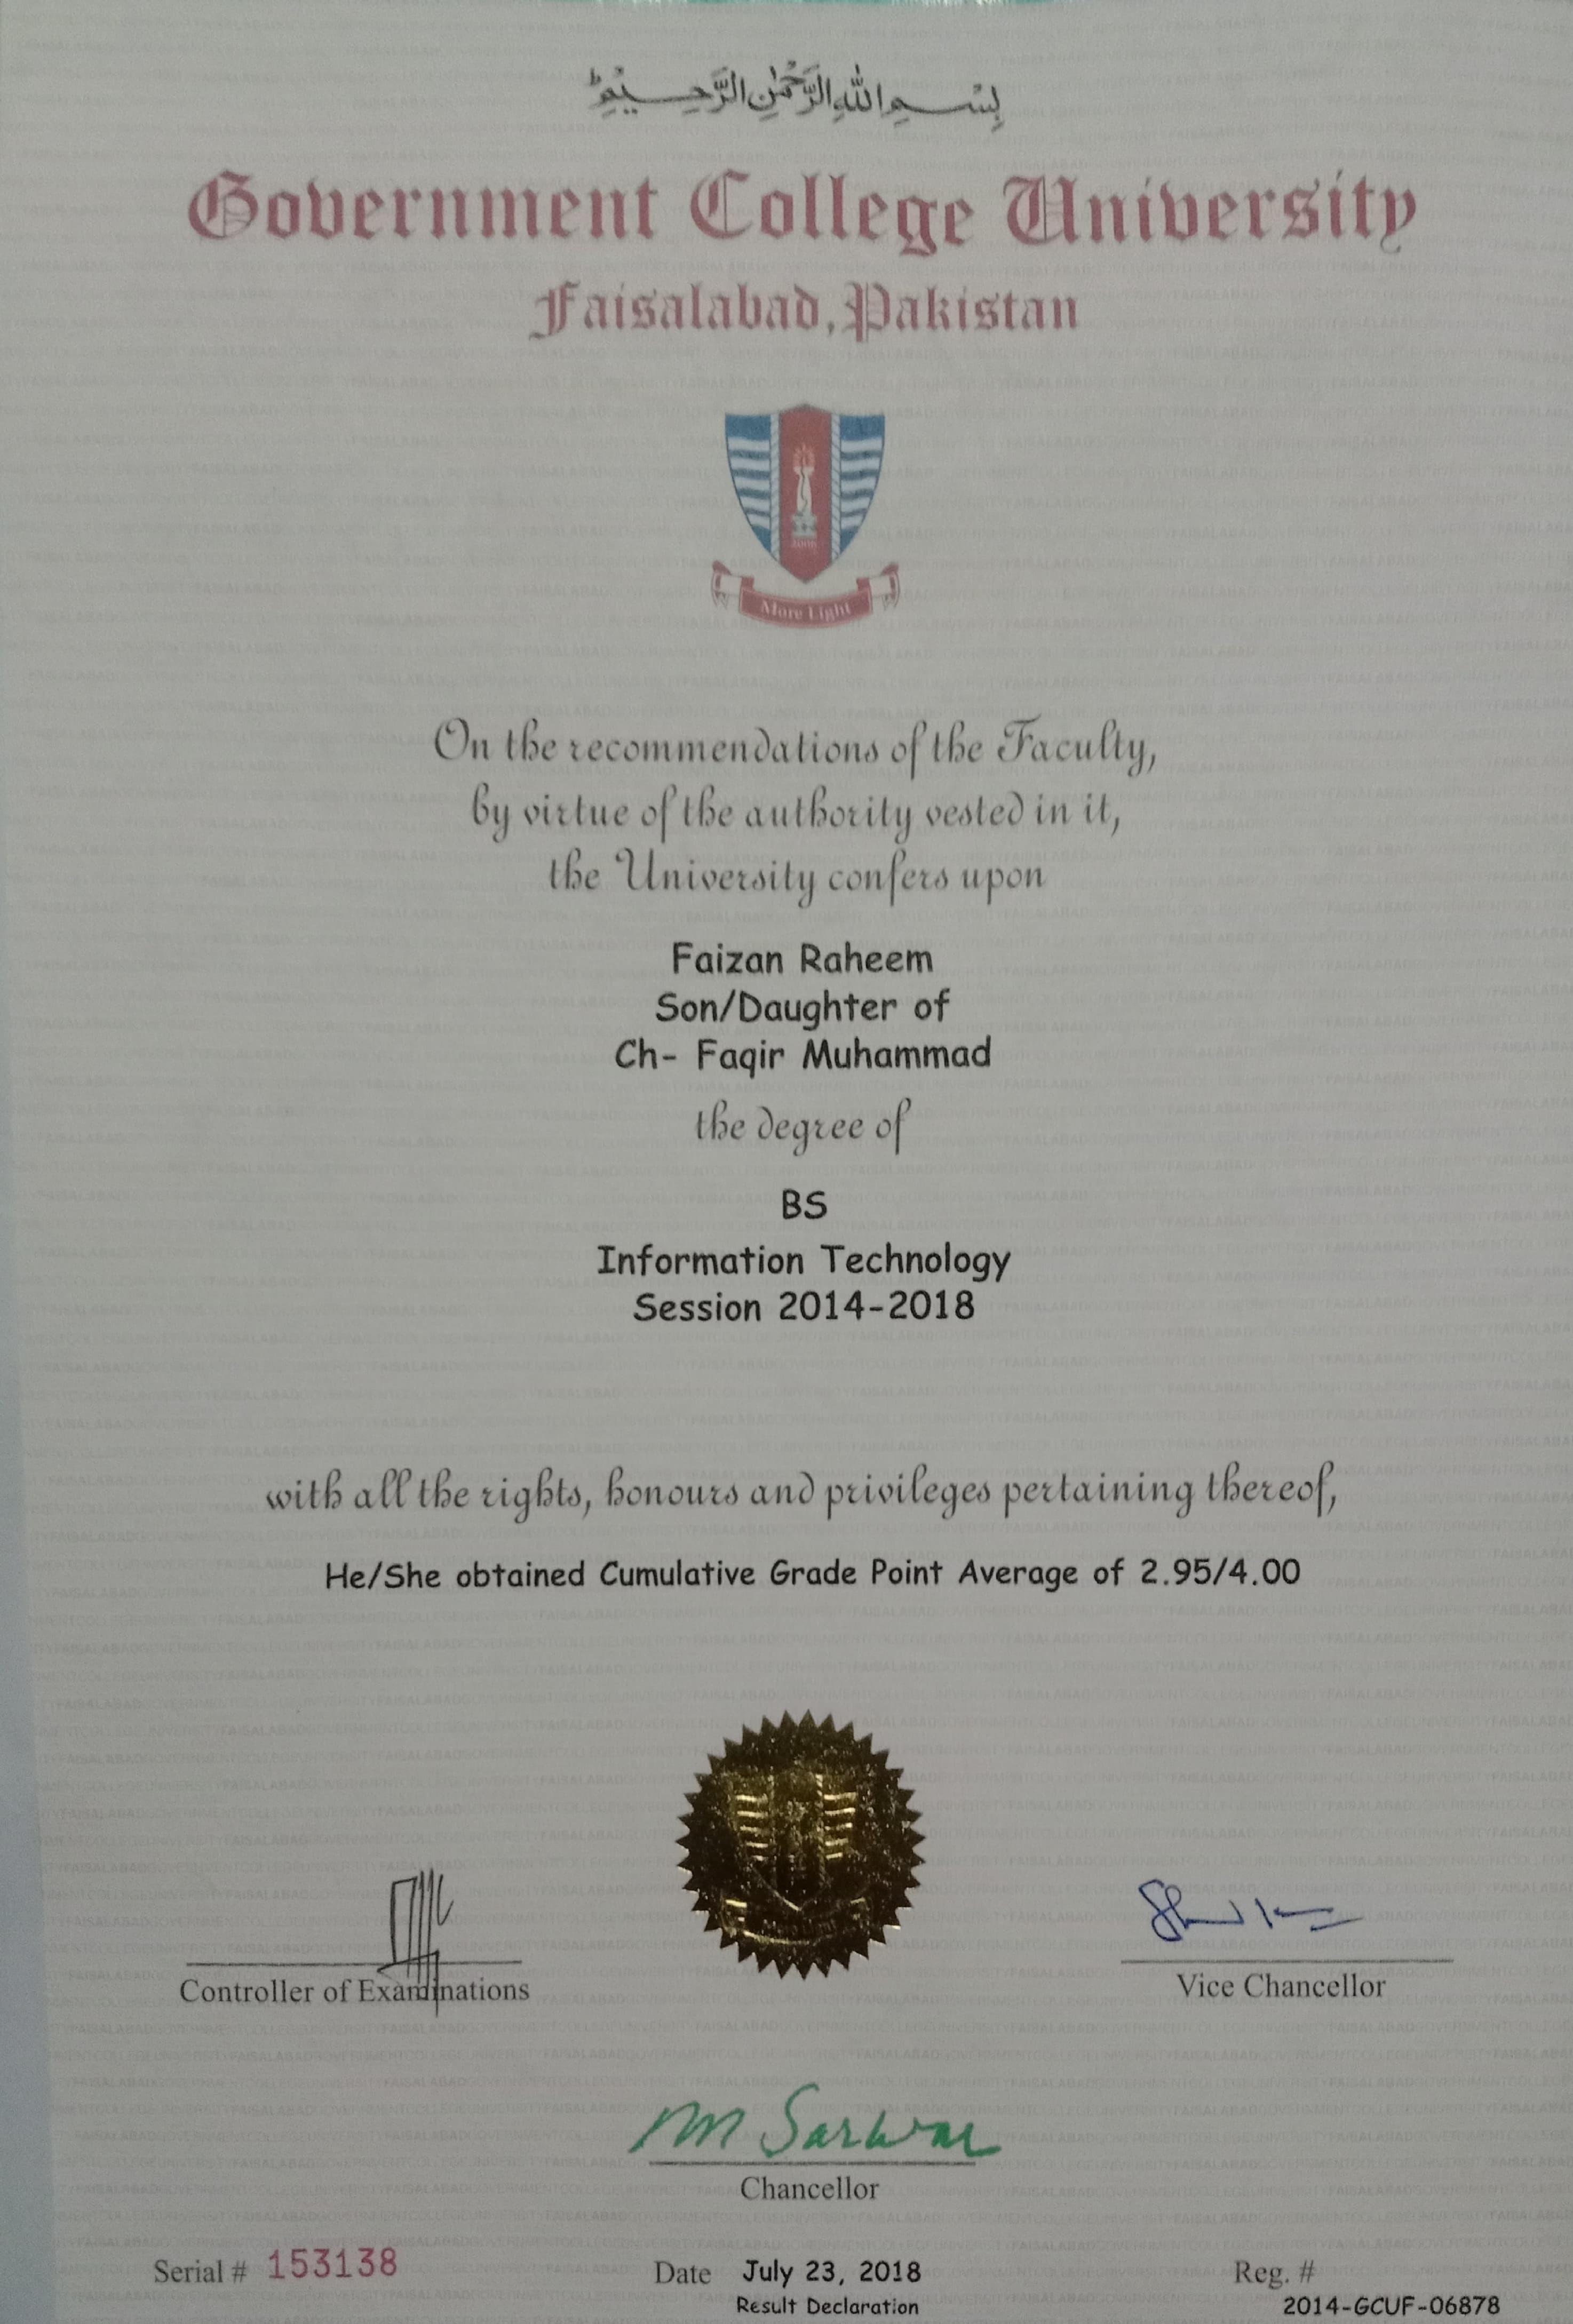 بِسْمِ اللهِ الرَّحْمٰنِ الرَّحِيْمِ
Government College University
Faisalabad, Pakistan
2002
More Light
On the recommendations of the Faculty,
by virtue of the authority vested in it,
the University confers upon
Faizan Raheem
Son/Daughter of
Ch- Faqir Muhammad
the degree of
BS
Information Technology
Session 2014-2018
with all the rights, honours and privileges pertaining thereof,
He/She obtained Cumulative Grade Point Average of 2.95/4.00
More Light
Controller of Examinations
Vice Chancellor
M Sarwar
Chancellor
Serial # 153138
Date July 23, 2018
Result Declaration
Reg. #
2014-GCUF-06878